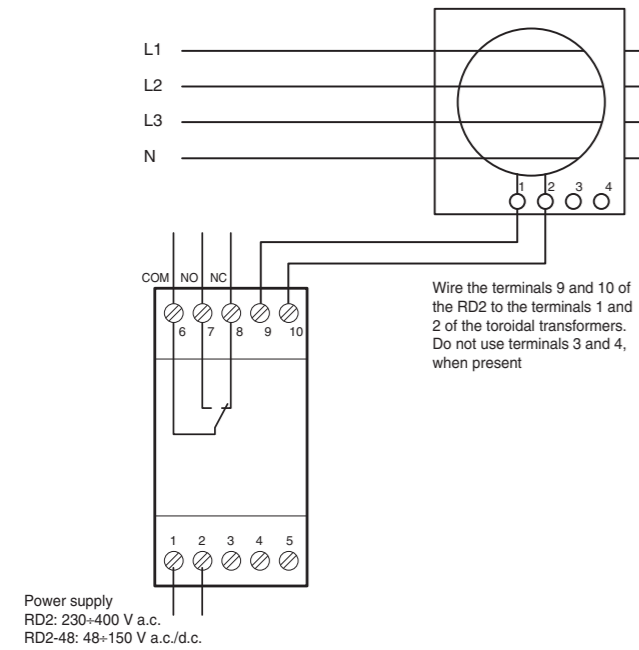 L1
L2
L3
N
1 2 3 4
COM NO NC
6 7 8 9 10
Wire the terminals 9 and 10 of
the RD2 to the terminals 1 and
2 of the toroidal transformers.
Do not use terminals 3 and 4,
when present
1 2 3 4 5
Power supply
RD2: 230÷400 V a.c.
RD2-48: 48÷150 V a.c./d.c.